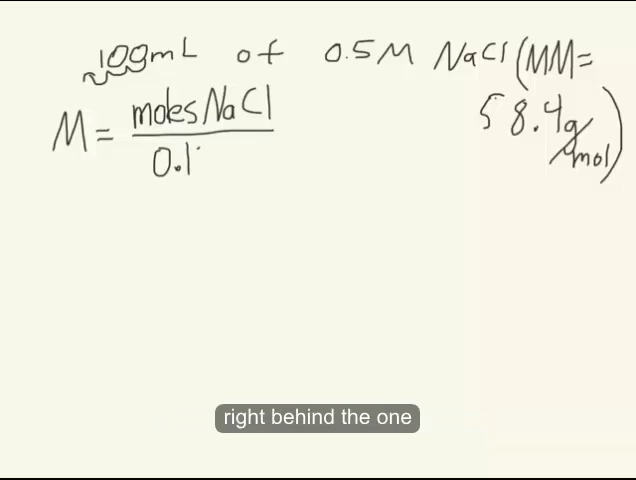 100mL of 0.5M NaCl (MM=
58.4g/mol)
M = moles NaCl
0.1
right behind the one